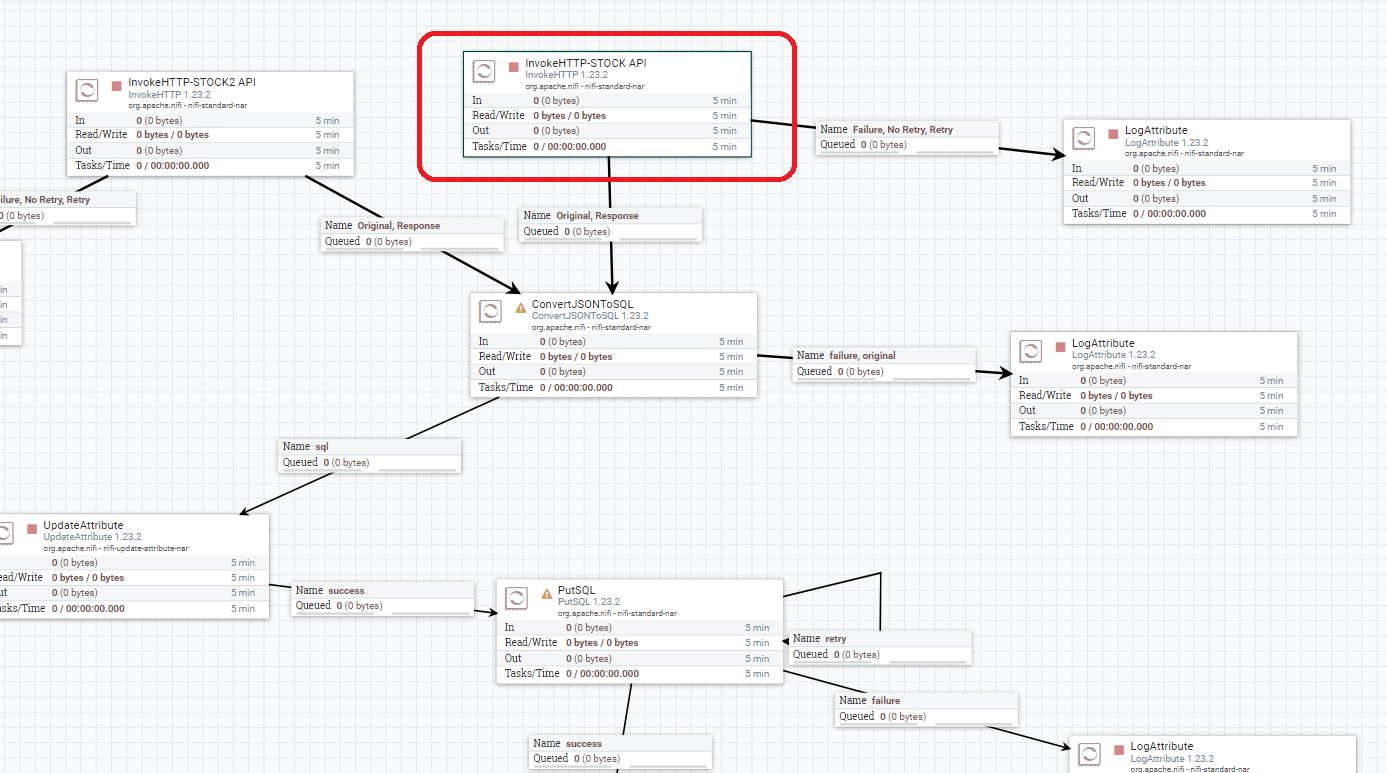 InvokeHTTP-STOCK2 API
InvokeHTTP 1.23.2
org.apache.nifi - nifi-standard-nar
In 0 (0 bytes) 5 min
Read/Write 0 bytes / 0 bytes 5 min
Out 0 (0 bytes) 5 min
Tasks/Time 0 / 00:00:00.000 5 min
InvokeHTTP-STOCK API
InvokeHTTP 1.23.2
org.apache.nifi - nifi-standard-nar
In 0 (0 bytes) 5 min
Read/Write 0 bytes / 0 bytes 5 min
Out 0 (0 bytes) 5 min
Tasks/Time 0 / 00:00:00.000 5 min
Name Failure, No Retry, Retry
Queued 0 (0 bytes)
LogAttribute
LogAttribute 1.23.2
org.apache.nifi - nifi-standard-nar
In 0 (0 bytes) 5 min
Read/Write 0 bytes / 0 bytes 5 min
Out 0 (0 bytes) 5 min
Tasks/Time 0 / 00:00:00.000 5 min
ilure, No Retry, Retry
0 (0 bytes)
Name Original, Response
Queued 0 (0 bytes)
Name Original, Response
Queued 0 (0 bytes)
in
in
in
in
ConvertJSONToSQL
ConvertJSONToSQL 1.23.2
org.apache.nifi - nifi-standard-nar
In 0 (0 bytes) 5 min
Read/Write 0 bytes / 0 bytes 5 min
Out 0 (0 bytes) 5 min
Tasks/Time 0 / 00:00:00.000 5 min
Name failure, original
Queued 0 (0 bytes)
LogAttribute
LogAttribute 1.23.2
org.apache.nifi - nifi-standard-nar
In 0 (0 bytes) 5 min
Read/Write 0 bytes / 0 bytes 5 min
Out 0 (0 bytes) 5 min
Tasks/Time 0 / 00:00:00.000 5 min
Name sql
Queued 0 (0 bytes)
UpdateAttribute
UpdateAttribute 1.23.2
org.apache.nifi - nifi-update-attribute-nar
0 (0 bytes) 5 min
ead/Write 0 bytes / 0 bytes 5 min
ut 0 (0 bytes) 5 min
asks/Time 0 / 00:00:00.000 5 min
Name success
Queued 0 (0 bytes)
PutSQL
PutSQL 1.23.2
org.apache.nifi - nifi-standard-nar
In 0 (0 bytes) 5 min
Read/Write 0 bytes / 0 bytes 5 min
Out 0 (0 bytes) 5 min
Tasks/Time 0 / 00:00:00.000 5 min
Name retry
Queued 0 (0 bytes)
Name failure
Queued 0 (0 bytes)
Name success
Queued 0 (0 bytes)
LogAttribute
LogAttribute 1.23.2
org.apache.nifi - nifi-standard-nar